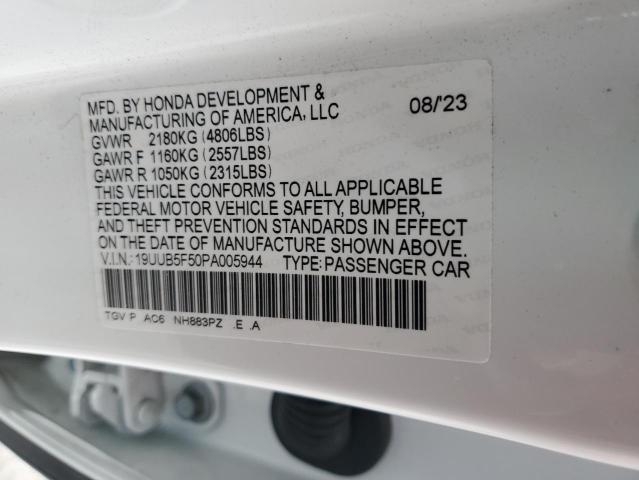 MFD. BY HONDA DEVELOPMENT & 08/'23
MANUFACTURING OF AMERICA, LLC
GVWR 2180KG (4806LBS)
GAWR F 1160KG (2557LBS)
GAWR R 1050KG (2315LBS)
THIS VEHICLE CONFORMS TO ALL APPLICABLE
FEDERAL MOTOR VEHICLE SAFETY, BUMPER,
AND THEFT PREVENTION STANDARDS IN EFFECT
ON THE DATE OF MANUFACTURE SHOWN ABOVE.
V.I.N.: 19UUB5F50PA005944 TYPE: PASSENGER CAR
TGV P AC6 NH883PZ .E .A